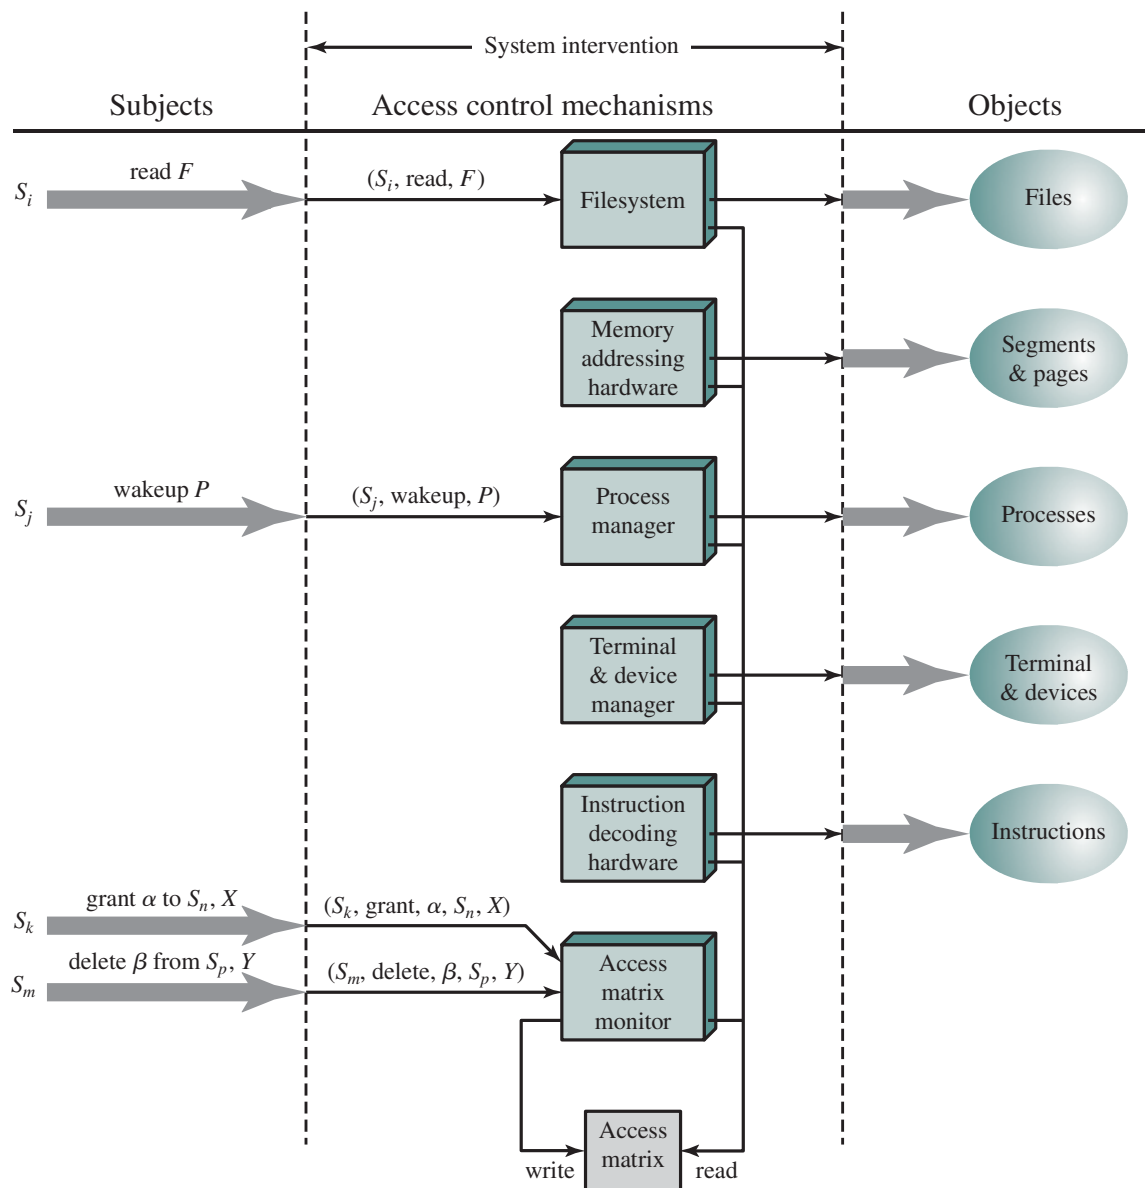 System intervention
Subjects
Access control mechanisms
Objects
Sᵢ
read F
(Sᵢ, read, F)
Filesystem
Files
Memory
addressing
hardware
Segments
& pages
Sⱼ
wakeup P
(Sⱼ, wakeup, P)
Process
manager
Processes
Terminal
& device
manager
Terminal
& devices
Instruction
decoding
hardware
Instructions
Sₖ
grant α to Sₙ, X
(Sₖ, grant, α, Sₙ, X)
Sₘ
delete β from Sₚ, Y
(Sₘ, delete, β, Sₚ, Y)
Access
matrix
monitor
Access
matrix
write
read